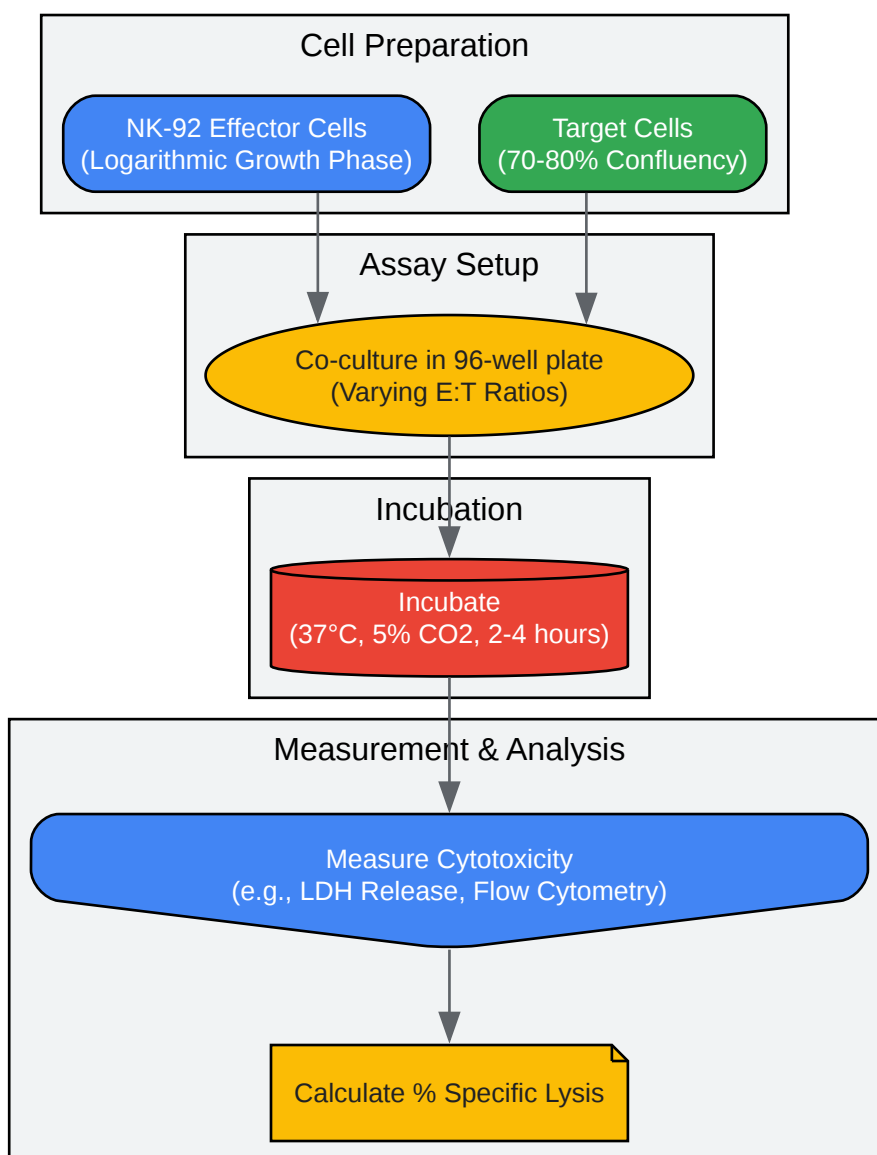 Cell Preparation
NK-92 Effector Cells
(Logarithmic Growth Phase)
Target Cells
(70-80% Confluency)
Assay Setup
Co-culture in 96-well plate
(Varying E:T Ratios)
Incubation
Incubate
(37°C, 5% CO2, 2-4 hours)
Measurement & Analysis
Measure Cytotoxicity
(e.g., LDH Release, Flow Cytometry)
Calculate % Specific Lysis